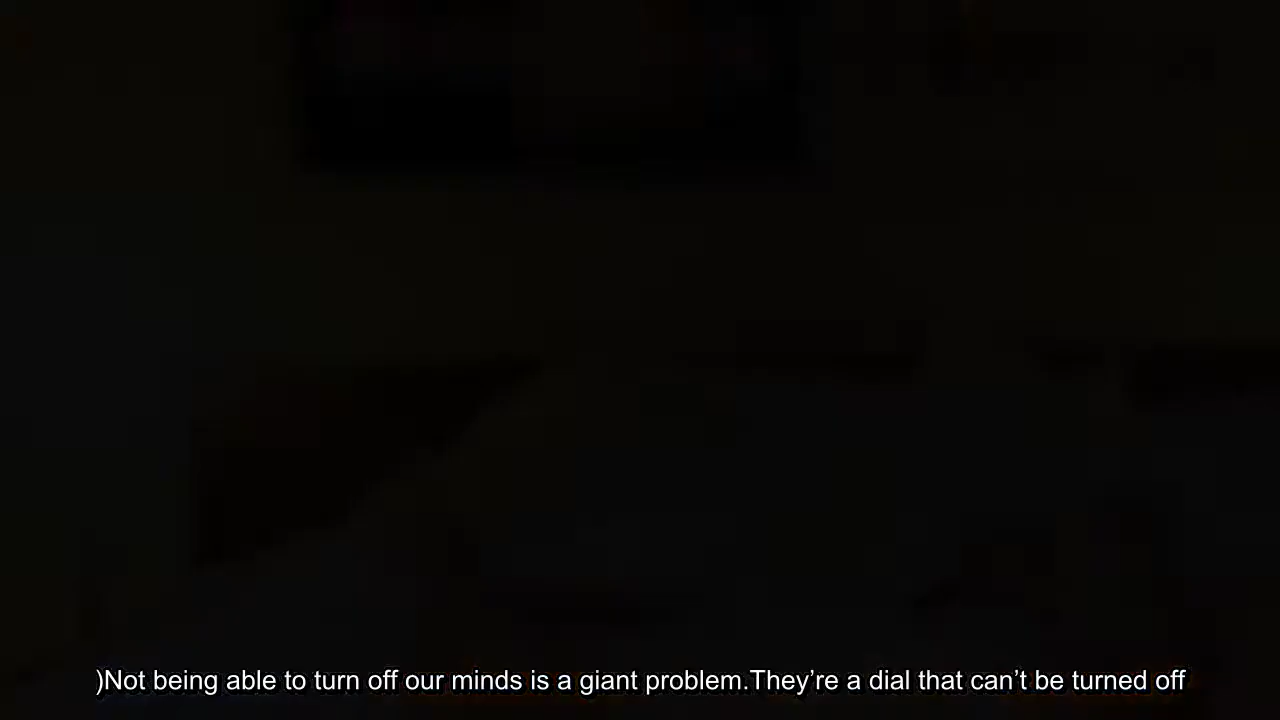 )Not being able to turn off our minds is a giant problem.They’re a dial that can’t be turned off